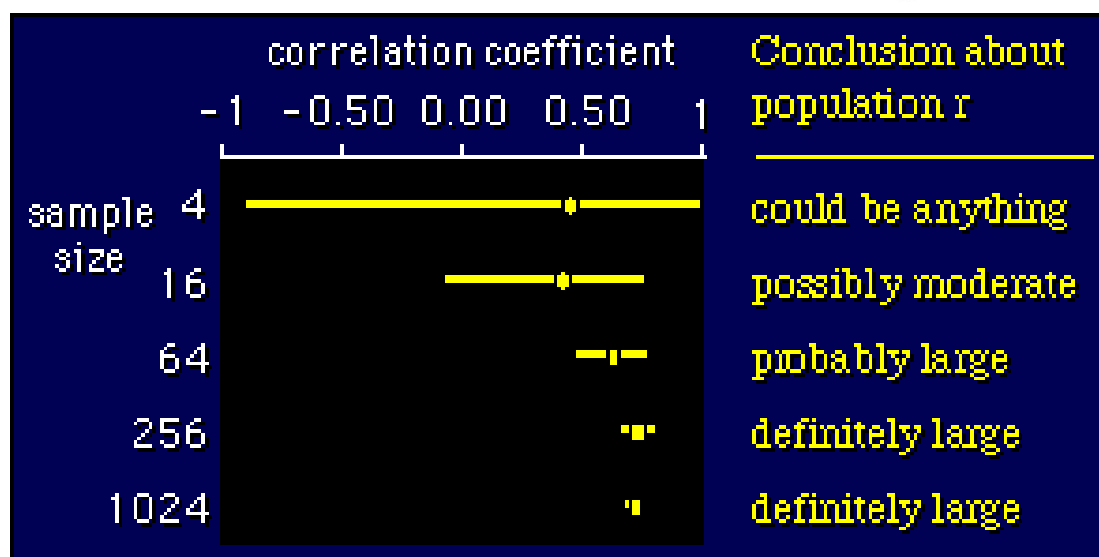 correlation coefficient
Conclusion about
population r
-1 -0.50 0.00 0.50 1
sample size
4 could be anything
16 possibly moderate
64 probably large
256 definitely large
1024 definitely large